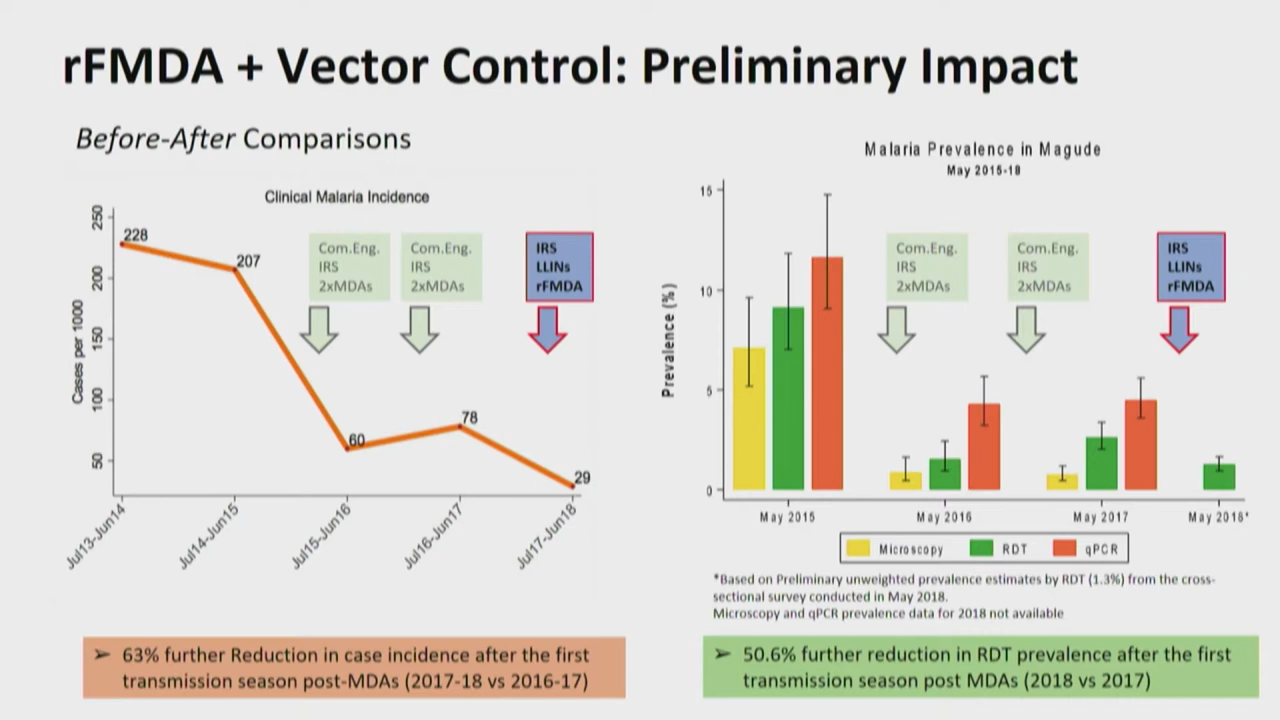 rFMDA + Vector Control: Preliminary Impact
Before-After Comparisons
Clinical Malaria Incidence
Cases per 1000
250
200
150
100
50
228
207
60
78
29
Com.Eng.
IRS
2xMDAs
Com.Eng.
IRS
2xMDAs
IRS
LLINs
rFMDA
Jul13-Jun14
Jul14-Jun15
Jul15-Jun16
Jul16-Jun17
Jul17-Jun18
Malaria Prevalence in Magude
May 2015-18
Prevalence (%)
15
10
5
0
Com.Eng.
IRS
2xMDAs
Com.Eng.
IRS
2xMDAs
IRS
LLINs
rFMDA
May 2015
May 2016
May 2017
May 2018*
Microscopy
RDT
qPCR
*Based on Preliminary unweighted prevalence estimates by RDT (1.3%) from the cross-
sectional survey conducted in May 2018.
Microscopy and qPCR prevalence data for 2018 not available
➢ 63% further Reduction in case incidence after the first
transmission season post-MDAs (2017-18 vs 2016-17)
➢ 50.6% further reduction in RDT prevalence after the first
transmission season post MDAs (2018 vs 2017)